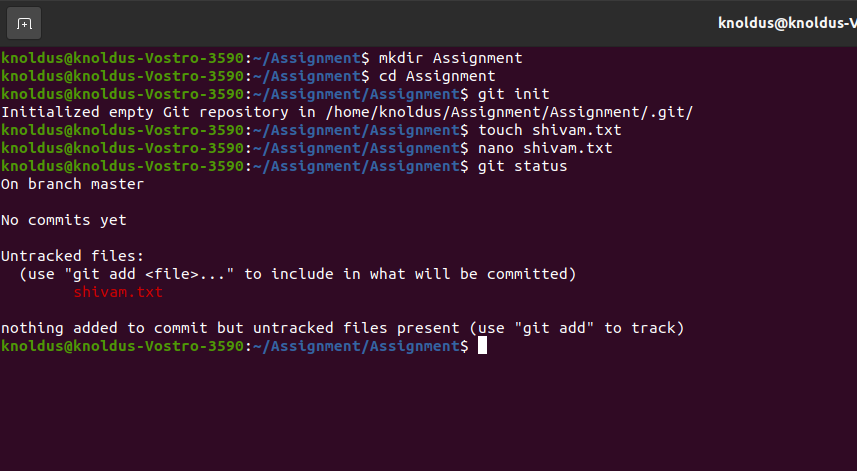 knoldus@knoldus-V
knoldus@knoldus-Vostro-3590:~/Assignment$ mkdir Assignment
knoldus@knoldus-Vostro-3590:~/Assignment$ cd Assignment
knoldus@knoldus-Vostro-3590:~/Assignment/Assignment$ git init
Initialized empty Git repository in /home/knoldus/Assignment/Assignment/.git/
knoldus@knoldus-Vostro-3590:~/Assignment/Assignment$ touch shivam.txt
knoldus@knoldus-Vostro-3590:~/Assignment/Assignment$ nano shivam.txt
knoldus@knoldus-Vostro-3590:~/Assignment/Assignment$ git status
On branch master
No commits yet
Untracked files:
  (use "git add <file>..." to include in what will be committed)
        shivam.txt
nothing added to commit but untracked files present (use "git add" to track)
knoldus@knoldus-Vostro-3590:~/Assignment/Assignment$